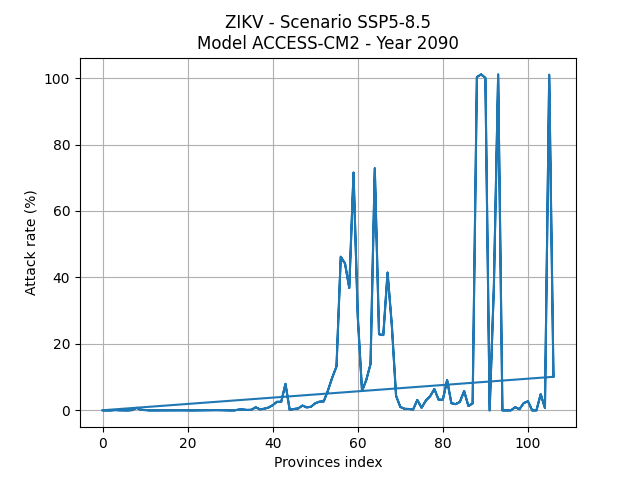 ZIKV - Scenario SSP5-8.5
Model ACCESS-CM2 - Year 2090
100
80
60
40
20
0
Attack rate (%)
0 20 40 60 80 100
Provinces index